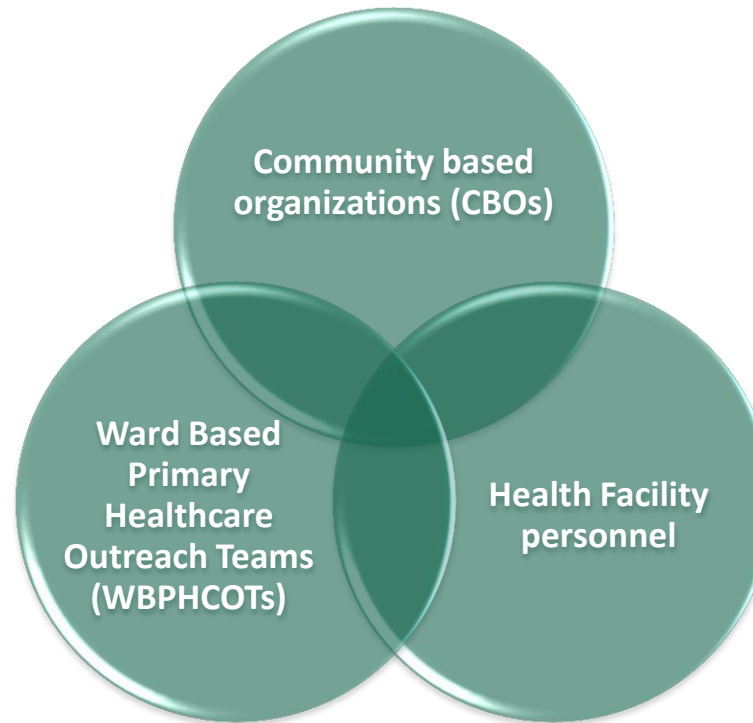 Community based
organizations (CBOs)
Ward Based
Primary
Healthcare
Outreach Teams
(WBPHCOTs)
Health Facility
personnel